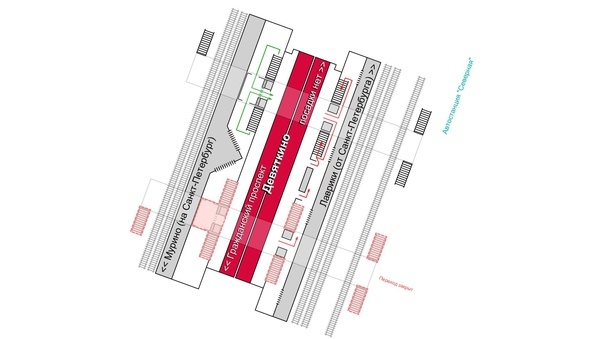 << Мурино (на Санкт-Петербург)
<< Гражданский проспект
Девяткино
посадки нет >>
Лаврики (от Санкт-Петербурга) >>
Автостанция "Северная"
Переход закрыт